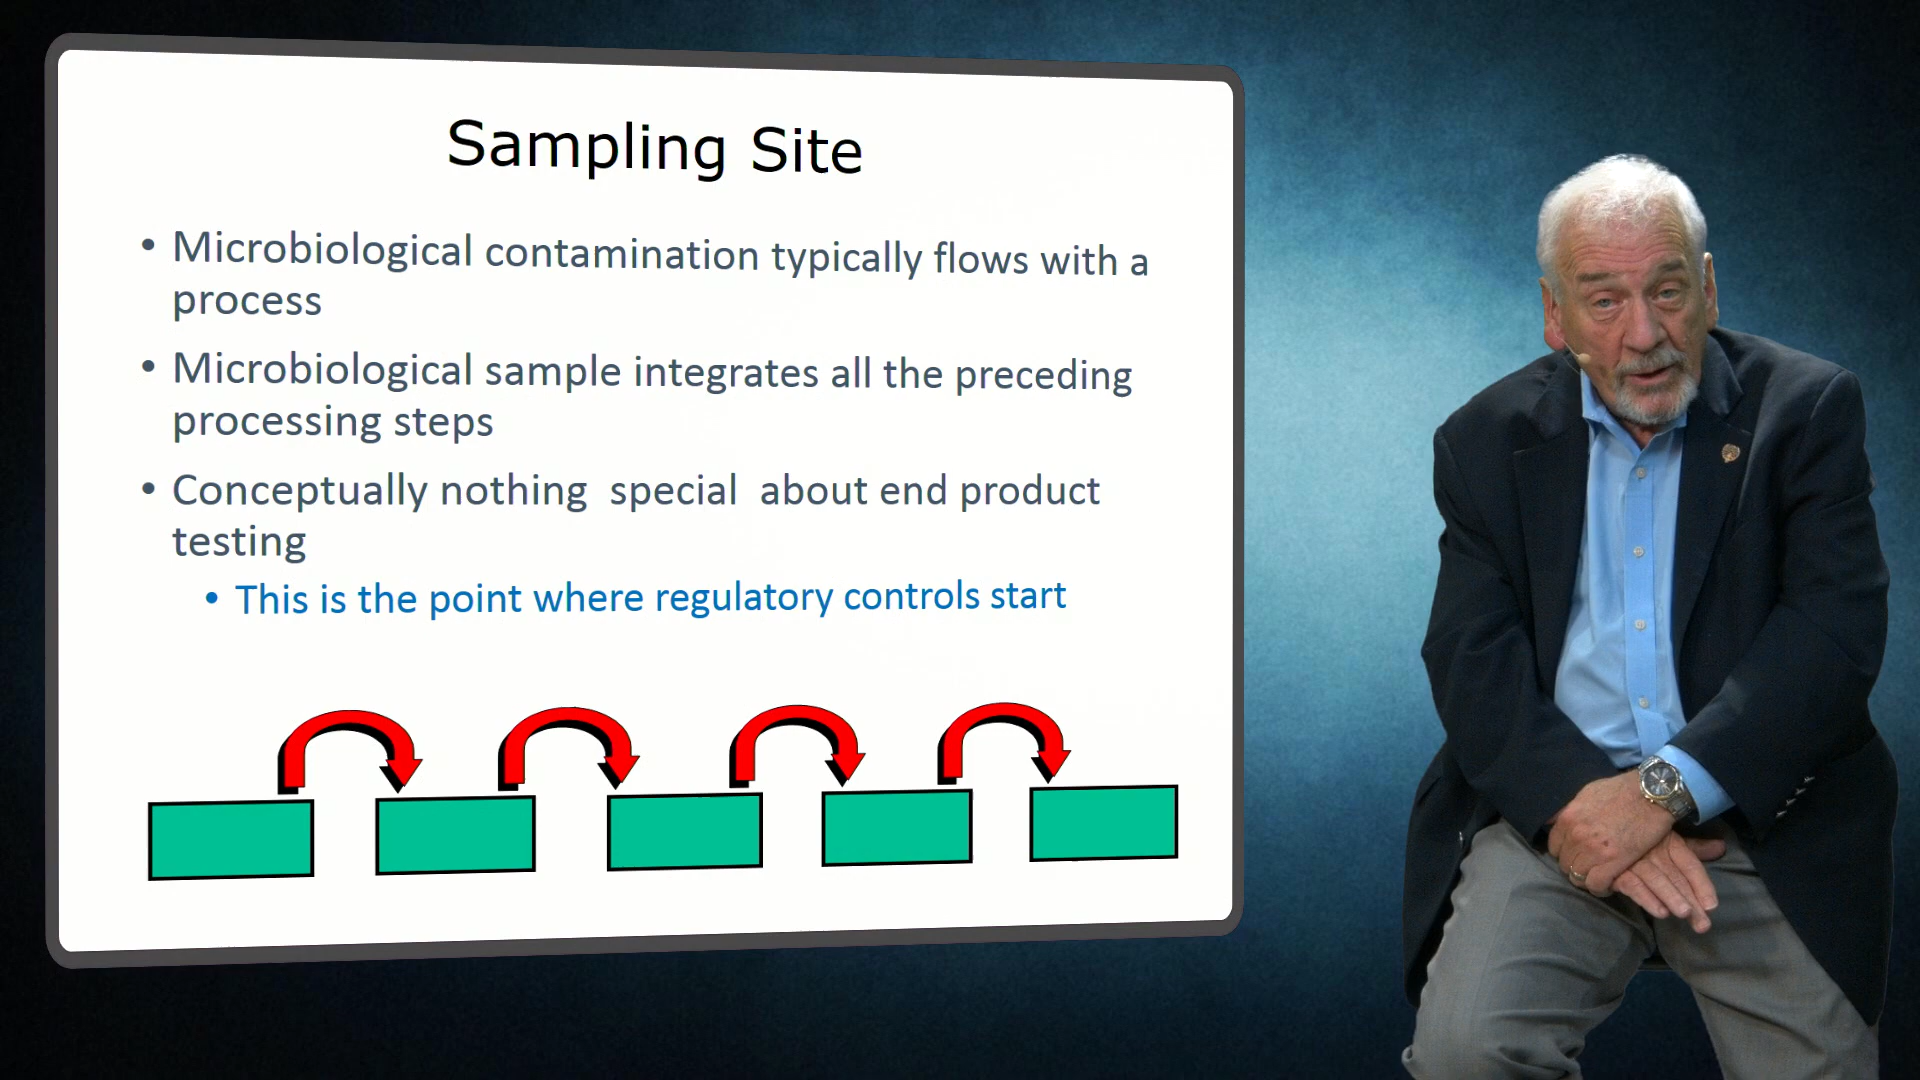 Sampling Site
• Microbiological contamination typically flows with a
process
• Microbiological sample integrates all the preceding
processing steps
• Conceptually nothing special about end product
testing
• This is the point where regulatory controls start